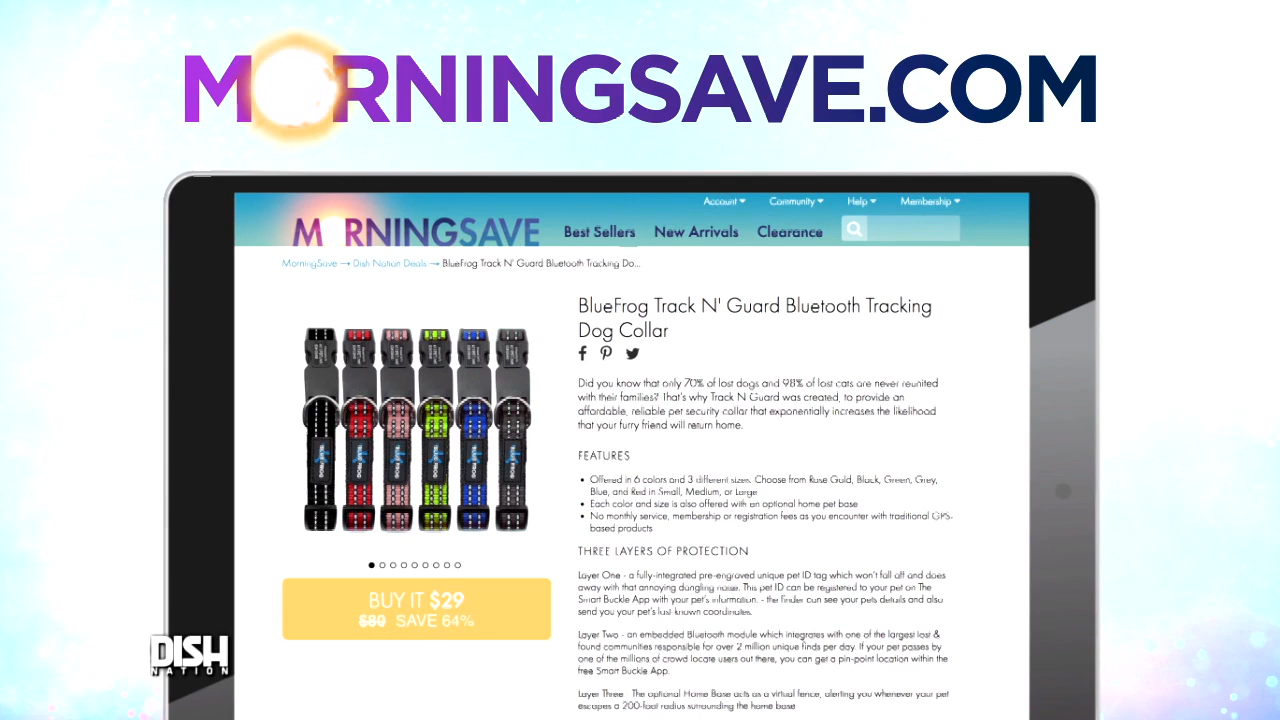 MORNINGSAVE.COM
Account Community Help Membership
MORNINGSAVE Best Sellers New Arrivals Clearance
MorningSave → Dish Nation Deals → BlueFrog Track N' Guard Bluetooth Tracking Do...
BlueFrog Track N' Guard Bluetooth Tracking
Dog Collar
Did you know that only 70% of lost dogs and 98% of lost cats are never reunited
with their families? That's why Track N Guard was created, to provide an
affordable, reliable pet security collar that exponentially increases the likelihood
that your furry friend will return home.
FEATURES
• Offered in 6 colors and 3 different sizes. Choose from Rose Gold, Black, Green, Grey,
Blue, and Red in Small, Medium, or Large
• Each color and size is also offered with an optional home pet base
• No monthly service, membership or registration fees as you encounter with traditional GPS-
based products
THREE LAYERS OF PROTECTION
Layer One - a fully-integrated pre-engraved unique pet ID tag which won't fall off and does
away with that annoying dangling noise. This pet ID can be registered to your pet on The
Smart Buckle App with your pet's information. - the finder can see your pets details and also
send you your pet's last-known coordinates.
Layer Two - an embedded Bluetooth module which integrates with one of the largest lost &
found communities responsible for over 2 million unique finds per day. If your pet passes by
one of the millions of crowd locate users out there, you can get a pin-point location within the
free Smart Buckle App.
Layer Three The optional Home Base acts as a virtual fence, alerting you whenever your pet
escapes a 200-foot radius surrounding the home base
BLUE FROG
BLUE FROG
BLUE FROG
BLUE FROG
BLUE FROG
BLUE FROG
BUY IT $29
$80 SAVE 64%
DISH
NATION